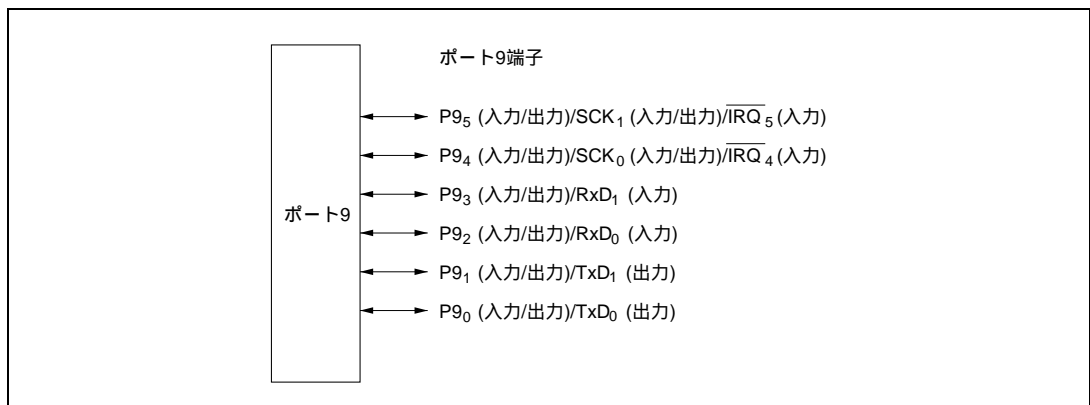 ポート9端子
P9₅ (入力/出力)/SCK₁ (入力/出力)/I̅R̅Q̅₅ (入力)
P9₄ (入力/出力)/SCK₀ (入力/出力)/I̅R̅Q̅₄ (入力)
P9₃ (入力/出力)/RxD₁ (入力)
ポート9
P9₂ (入力/出力)/RxD₀ (入力)
P9₁ (入力/出力)/TxD₁ (出力)
P9₀ (入力/出力)/TxD₀ (出力)